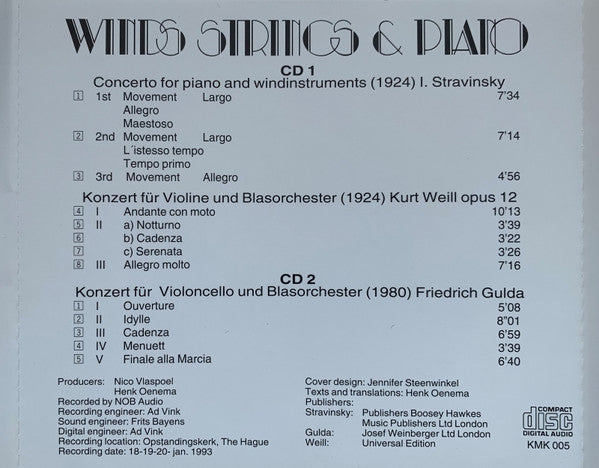 WINDS STRINGS & PIANO
CD 1
Concerto for piano and windinstruments (1924) I. Stravinsky
1 1st Movement Largo 7'34
Allegro
Maestoso
2 2nd Movement Largo 7'14
L´istesso tempo
Tempo primo
3 3rd Movement Allegro 4'56
Konzert für Violine und Blasorchester (1924) Kurt Weill opus 12
4 I Andante con moto 10'13
5 II a) Notturno 3'39
6 b) Cadenza 3'22
7 c) Serenata 3'26
8 III Allegro molto 7'16
CD 2
Konzert für Violoncello und Blasorchester (1980) Friedrich Gulda
1 I Ouverture 5'08
2 II Idylle 8"01
3 III Cadenza 6'59
4 IV Menuett 3'39
5 V Finale alla Marcia 6'40
Producers: Nico Vlaspoel
Henk Oenema
Recorded by NOB Audio
Recording engineer: Ad Vink
Sound engineer: Frits Bayens
Digital engineer: Ad Vink
Recording location: Opstandingskerk, The Hague
Recording date: 18-19-20- jan. 1993
Cover design: Jennifer Steenwinkel
Texts and translations: Henk Oenema
Publishers:
Stravinsky: Publishers Boosey Hawkes
Music Publishers Ltd London
Gulda: Josef Weinberger Ltd London
Weill: Universal Edition
COMPACT
disc
DIGITAL AUDIO
KMK 005